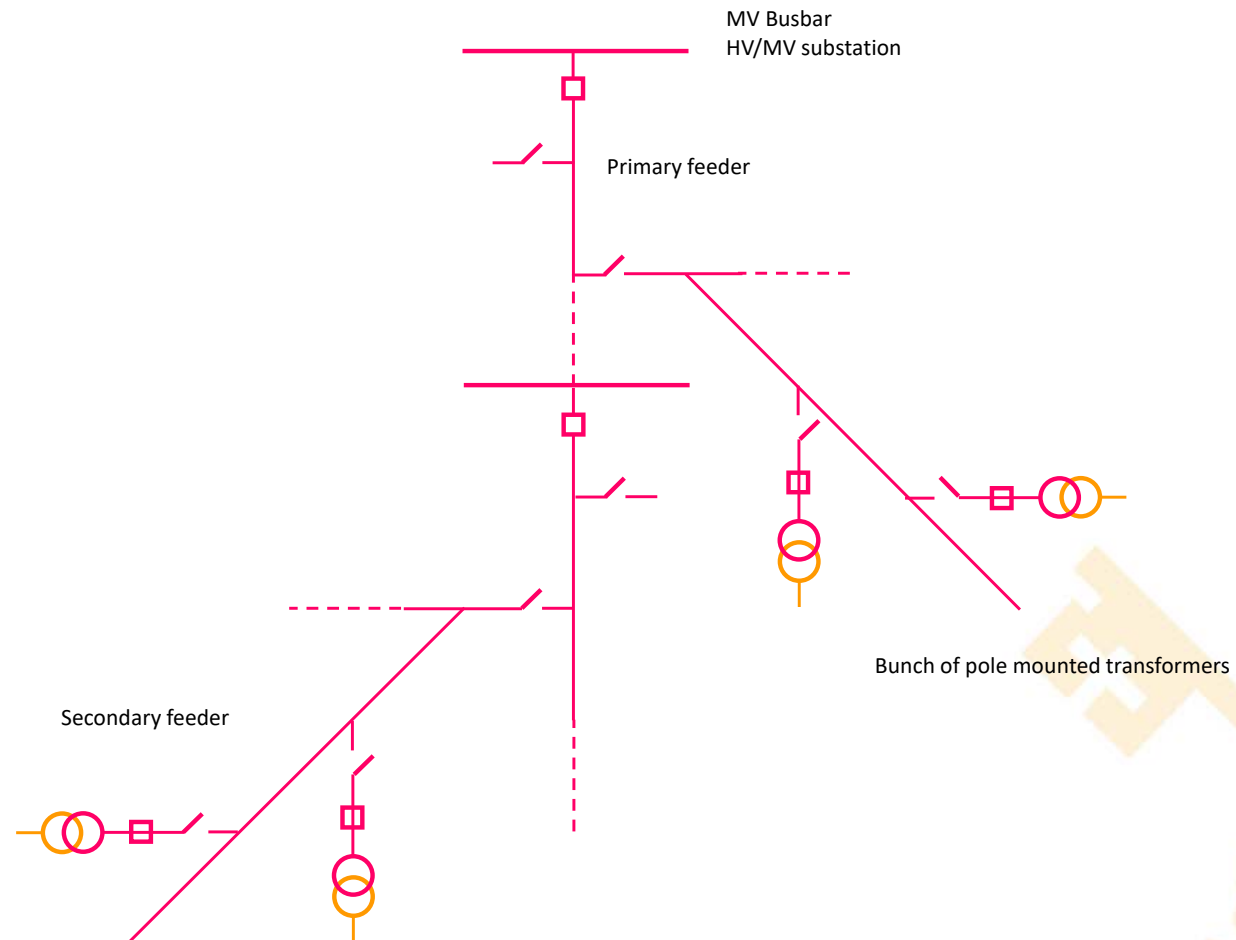 MV Busbar
HV/MV substation
Primary feeder
Bunch of pole mounted transformers
Secondary feeder